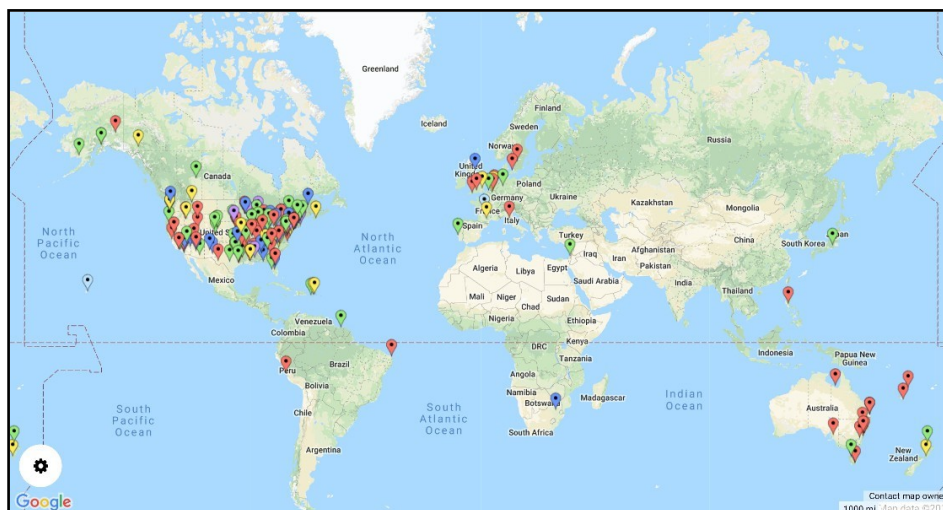 Greenland
Iceland
Finland
Sweden
Norway
Russia
United
Kingdom
Canada
Poland
Germany
Ukraine
Kazakhstan
Mongolia
France
Italy
Spain
Turkey
South Korea
North
Pacific
Ocean
United S
North
Atlantic
Ocean
China
Iraq
Iran
Afghanistan
Pakistan
Algeria
Libya
Egypt
Saudi Arabia
India
Mexico
Mali
Niger
Chad
Sudan
Thailand
Nigeria
Ethiopia
Venezuela
Colombia
Kenya
DRC
Tanzania
Indonesia
Papua New
Guinea
Brazil
Peru
Bolivia
Angola
Namibia
Botswana
Madagascar
Indian
Ocean
Australia
South
Pacific
Ocean
Chile
South
Atlantic
Ocean
South Africa
Argentina
New
Zealand
Google
Contact map owne
1000 mi
Map data ©20